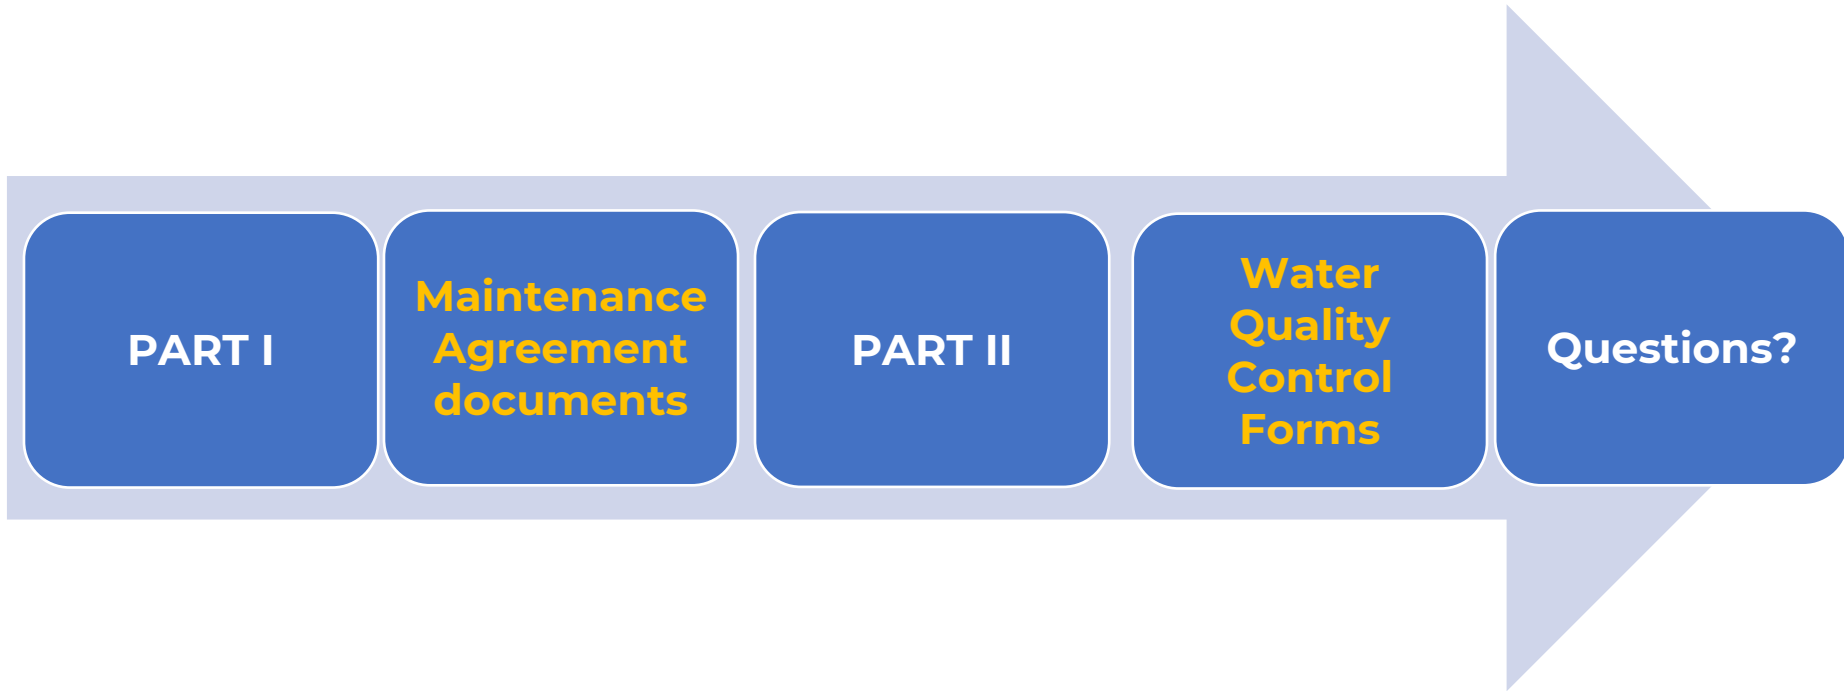 PART I
Maintenance
Agreement
documents
PART II
Water
Quality
Control
Forms
Questions?